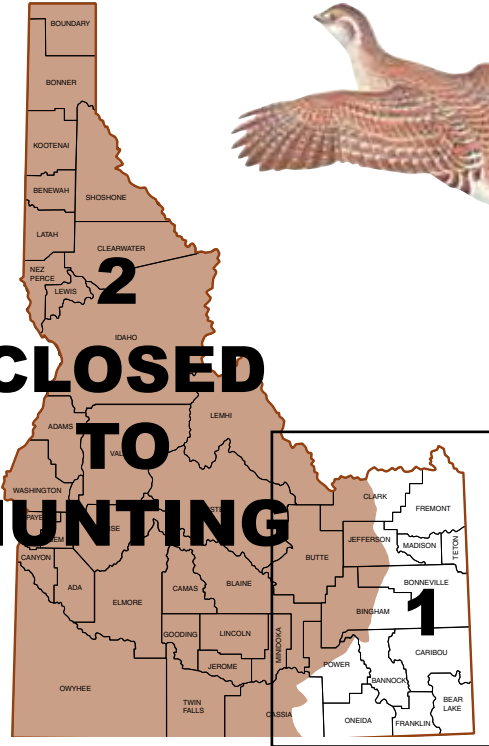 BOUNDARY
BONNER
KOOTENAI
BENEWAH
SHOSHONE
LATAH
CLEARWATER
NEZ
PERCE
2
LEWIS
IDAHO
CLOSED
LEMHI
ADAMS
TO
WASHINGTON
CLARK
FREMONT
HUNTING
JEFFERSON
MADISON
TETON
CANYON
BUTTE
BONNEVILLE
ADA
ELMORE
CAMAS
BLAINE
BINGHAM
1
GOODING
LINCOLN
MINIDOKA
CARIBOU
JEROME
POWER
BANNOCK
OWYHEE
TWIN
FALLS
CASSIA
ONEIDA
FRANKLIN
BEAR
LAKE